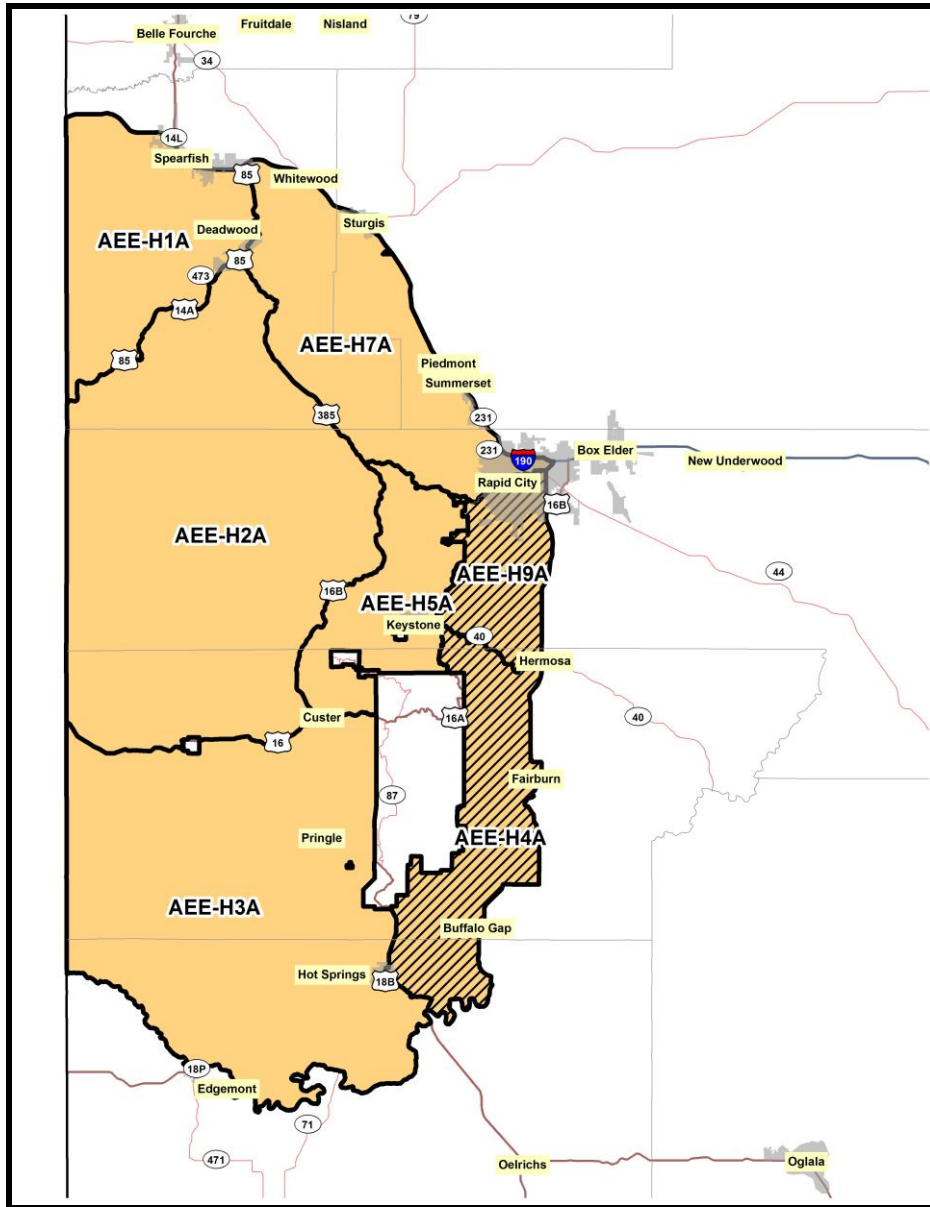 Fruitdale
Nisland
79
Belle Fourche
34
14L
Spearfish
85
Whitewood
Sturgis
Deadwood
AEE-H1A
85
473
14A
AEE-H7A
85
Piedmont
Summerset
385
231
231
190
Box Elder
New Underwood
Rapid City
16B
AEE-H2A
44
AEE-H9A
16B
AEE-H5A
Keystone
40
Hermosa
Custer
16A
40
16
Fairburn
87
Pringle
AEE-H4A
AEE-H3A
Buffalo Gap
Hot Springs
18B
18P
Edgemont
71
471
Oelrichs
Oglala